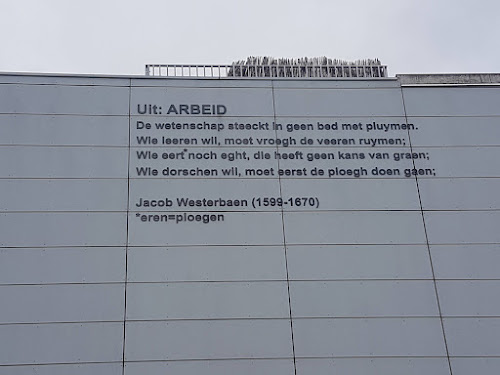 Uit: ARBEID
De wetenschap steeckt in geen bed met pluymen.
Wie leeren wil, moet vroegh de veeren ruymen;
Wie eert* noch eght, die heeft geen kans van graen;
Wie dorschen wil, moet eerst de ploegh doen gaen;
Jacob Westerbaen (1599-1670)
*eren=ploegen